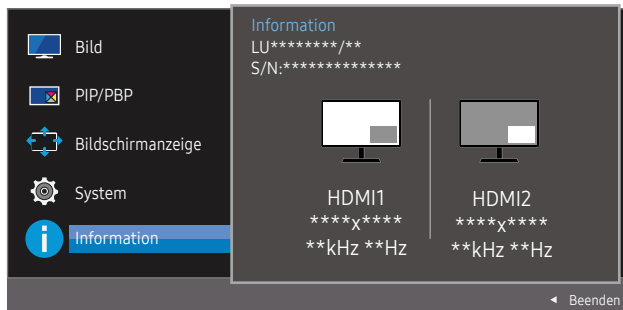 Bild
PIP/PBP
Bildschirmanzeige
System
Information
Information
LU********/**
S/N:**************
HDMI1
****x****
**kHz **Hz
HDMI2
****x****
**kHz **Hz
Beenden